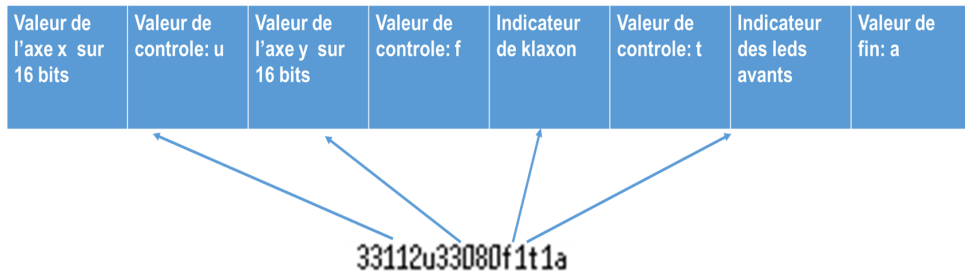 Valeur de l'axe x sur 16 bits
Valeur de controle: u
Valeur de l'axe y sur 16 bits
Valeur de controle: f
Indicateur de klaxon
Valeur de controle: t
Indicateur des leds avants
Valeur de fin: a
33112u33080f1t1a